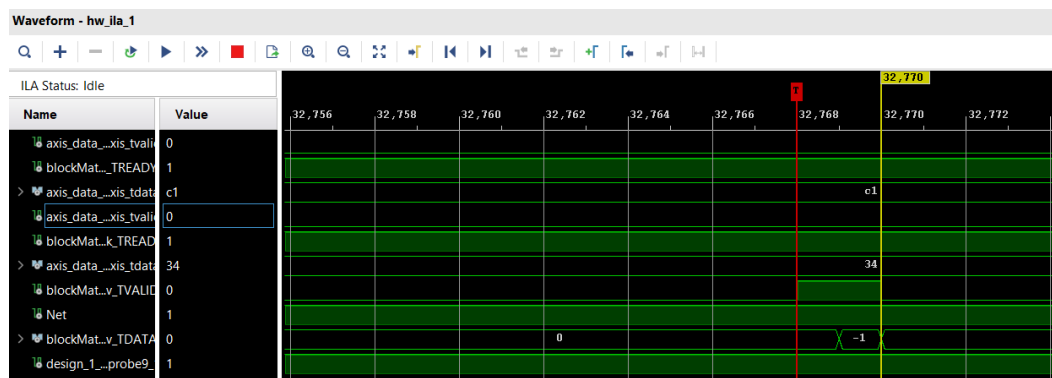 Waveform - hw_ila_1
ILA Status: Idle
32,770
T
Name Value 32,756 32,758 32,760 32,762 32,764 32,766 32,768 32,770 32,772
axis_data_...xis_tvali 0
blockMat..._TREADY 1
axis_data_...xis_tdata c1 c1
axis_data_...xis_tvali 0
blockMat...k_TREAD 1
axis_data_...xis_tdata 34 34
blockMat...v_TVALID 0
Net 1
blockMat...v_TDATA 0 0 -1
design_1_...probe9_ 1